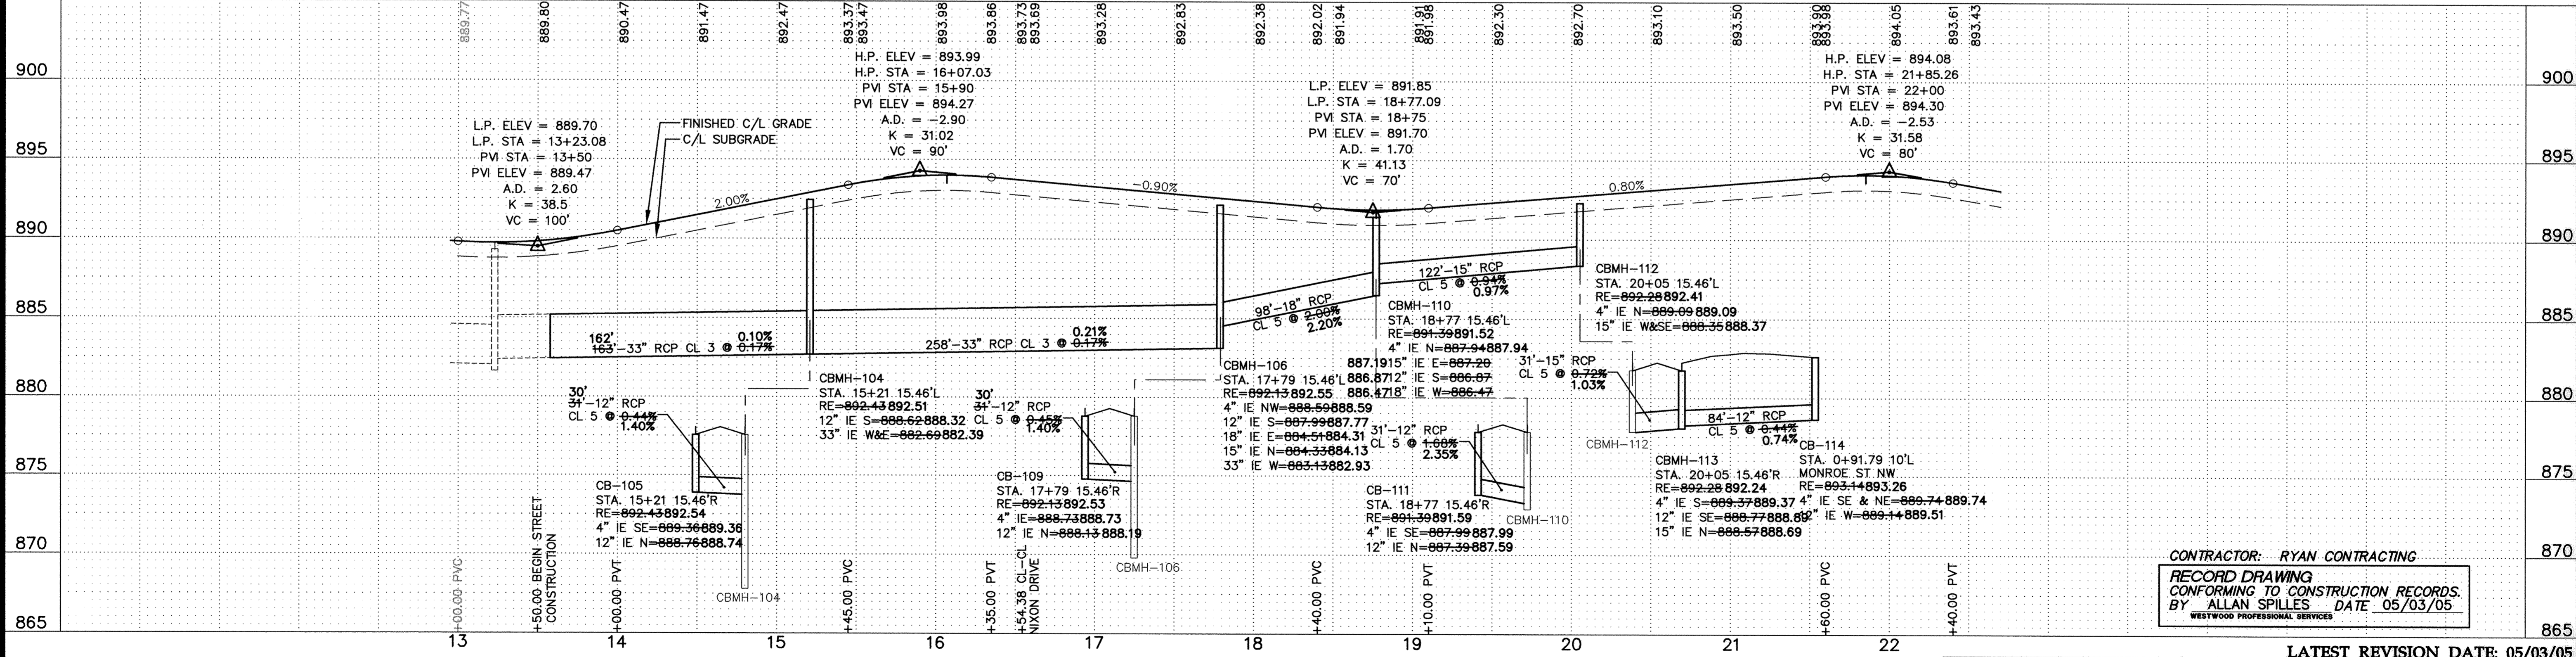 889.77
889.80
890.47
891.47
892.47
893.37
893.47
893.98
893.86
893.73
893.69
893.28
892.83
892.38
892.02
891.94
891.91
891.98
892.30
892.70
893.10
893.50
893.90
893.98
894.05
893.61
893.43
900
895
890
885
880
875
870
865
900
895
890
885
880
875
870
865
L.P. ELEV = 889.70
L.P. STA = 13+23.08
PVI STA = 13+50
PVI ELEV = 889.47
A.D. = 2.60
K = 38.5
VC = 100'
FINISHED C/L GRADE
C/L SUBGRADE
2.00%
H.P. ELEV = 893.99
H.P. STA = 16+07.03
PVI STA = 15+90
PVI ELEV = 894.27
A.D. = -2.90
K = 31.02
VC = 90'
-0.90%
L.P. ELEV = 891.85
L.P. STA = 18+77.09
PVI STA = 18+75
PVI ELEV = 891.70
A.D. = 1.70
K = 41.13
VC = 70'
0.80%
H.P. ELEV = 894.08
H.P. STA = 21+85.26
PVI STA = 22+00
PVI ELEV = 894.30
A.D. = -2.53
K = 31.58
VC = 80'
162' 0.10%
163'-33" RCP CL 3 @ 0.17%
0.21%
258'-33" RCP CL 3 @ 0.17%
98'-18" RCP
CL 5 @ 2.00%
2.20%
122'-15" RCP
CL 5 @ 0.94%
0.97%
CBMH-112
STA. 20+05 15.46'L
RE=892.28 892.41
4" IE N=889.09 889.09
15" IE W&SE=888.35 888.37
CBMH-110
STA. 18+77 15.46'L
RE=891.39 891.52
4" IE N=887.94 887.94
887.19 15" IE E=887.20
886.87 12" IE S=886.87
886.47 18" IE W=886.47
CBMH-106
STA. 17+79 15.46'L
RE=892.13 892.55
4" IE NW=888.59 888.59
12" IE S=887.99 887.77
18" IE E=884.51 884.31
15" IE N=884.33 884.13
33" IE W=883.13 882.93
CBMH-104
STA. 15+21 15.46'L
RE=892.43 892.51
12" IE S=888.62 888.32
33" IE W&E=882.69 882.39
30'
31'-12" RCP
CL 5 @ 0.44%
1.40%
CB-105
STA. 15+21 15.46'R
RE=892.43 892.54
4" IE SE=889.36 889.36
12" IE N=888.76 888.74
CBMH-104
30'
31'-12" RCP
CL 5 @ 0.45%
1.40%
CB-109
STA. 17+79 15.46'R
RE=892.13 892.53
4" IE=888.73 888.73
12" IE N=888.13 888.19
CBMH-106
31'-12" RCP
CL 5 @ 1.68%
2.35%
CB-111
STA. 18+77 15.46'R
RE=891.39 891.59
4" IE SE=887.99 887.99
12" IE N=887.39 887.59
CBMH-110
31'-15" RCP
CL 5 @ 0.72%
1.03%
CBMH-112
84'-12" RCP
CL 5 @ 0.44%
0.74%
CBMH-113
STA. 20+05 15.46'R
RE=892.28 892.24
4" IE S=889.37 889.37
12" IE SE=888.77 888.89
15" IE N=888.57 888.69
CB-114
STA. 0+91.79 10'L
MONROE ST NW
RE=893.14 893.26
4" IE SE & NE=889.74 889.74
12" IE W=889.14 889.51
+00.00 PVC
+50.00 BEGIN STREET
CONSTRUCTION
+00.00 PVT
+45.00 PVC
+35.00 PVT
+54.38 CL-CL
NIXON DRIVE
+40.00 PVC
+10.00 PVT
+60.00 PVC
+40.00 PVT
13
14
15
16
17
18
19
20
21
22
CONTRACTOR: RYAN CONTRACTING
RECORD DRAWING
CONFORMING TO CONSTRUCTION RECORDS.
BY ALLAN SPILLES DATE 05/03/05
WESTWOOD PROFESSIONAL SERVICES
LATEST REVISION DATE: 05/03/05